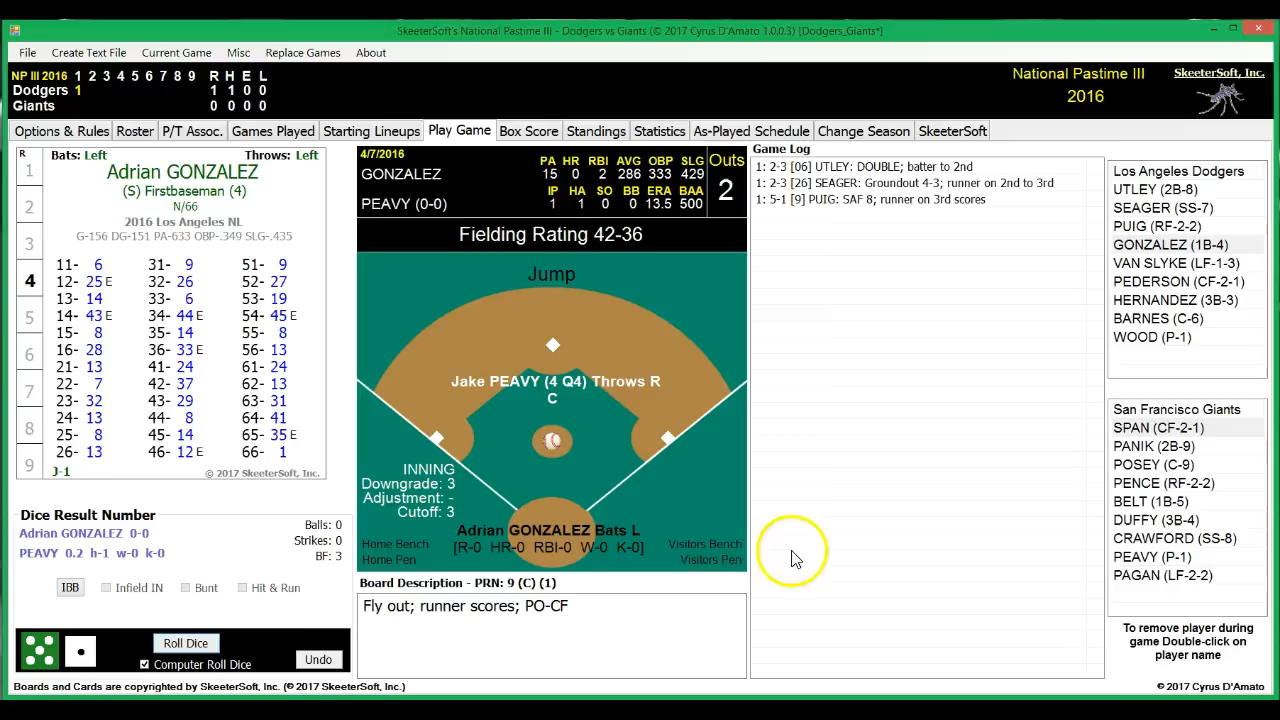 SkeeterSoft's National Pastime III - Dodgers vs Giants (© 2017 Cyrus D'Amato 1.0.0.3) [Dodgers_Giants*]
File Create Text File Current Game Misc Replace Games About
NP III 2016 1 2 3 4 5 6 7 8 9 R H E L
Dodgers 1 1 1 0 0
Giants 0 0 0 0
National Pastime III
2016
SkeeterSoft, Inc.
Options & Rules Roster P/T Assoc. Games Played Starting Lineups Play Game Box Score Standings Statistics As-Played Schedule Change Season SkeeterSoft
R
1
2
3
4
5
6
7
8
9
Bats: Left Throws: Left
Adrian GONZALEZ
(S) Firstbaseman (4)
N/66
2016 Los Angeles NL
G-156 DG-151 PA-633 OBP-.349 SLG-.435
11- 6 31- 9 51- 9
12- 25 E 32- 26 52- 27
13- 14 33- 6 53- 19
14- 43 E 34- 44 E 54- 45 E
15- 8 35- 14 55- 8
16- 28 36- 33 E 56- 13
21- 13 41- 24 61- 24
22- 7 42- 37 62- 13
23- 32 43- 29 63- 31
24- 13 44- 8 64- 41
25- 8 45- 14 65- 35 E
26- 13 46- 12 E 66- 1
J-1 © 2017 SkeeterSoft, Inc.
Dice Result Number
Adrian GONZALEZ 0-0
PEAVY 0.2 h-1 w-0 k-0
Balls: 0
Strikes: 0
BF: 3
IBB Infield IN Bunt Hit & Run
Roll Dice
Computer Roll Dice
Undo
Boards and Cards are copyrighted by SkeeterSoft, Inc. (© 2017 SkeeterSoft, Inc.)
4/7/2016
PA HR RBI AVG OBP SLG
GONZALEZ 15 0 2 286 333 429
IP HA SO BB ERA BAA
PEAVY (0-0) 1 1 0 0 13.5 500
Outs
2
Fielding Rating 42-36
Jump
Jake PEAVY (4 Q4) Throws R
C
INNING
Downgrade: 3
Adjustment: -
Cutoff: 3
Adrian GONZALEZ Bats L
[R-0 HR-0 RBI-0 W-0 K-0]
Home Bench
Home Pen
Visitors Bench
Visitors Pen
Board Description - PRN: 9 (C) (1)
Fly out; runner scores; PO-CF
Game Log
1: 2-3 [06] UTLEY: DOUBLE; batter to 2nd
1: 2-3 [26] SEAGER: Groundout 4-3; runner on 2nd to 3rd
1: 5-1 [9] PUIG: SAF 8; runner on 3rd scores
Los Angeles Dodgers
UTLEY (2B-8)
SEAGER (SS-7)
PUIG (RF-2-2)
GONZALEZ (1B-4)
VAN SLYKE (LF-1-3)
PEDERSON (CF-2-1)
HERNANDEZ (3B-3)
BARNES (C-6)
WOOD (P-1)
San Francisco Giants
SPAN (CF-2-1)
PANIK (2B-9)
POSEY (C-9)
PENCE (RF-2-2)
BELT (1B-5)
DUFFY (3B-4)
CRAWFORD (SS-8)
PEAVY (P-1)
PAGAN (LF-2-2)
To remove player during
game Double-click on
player name
© 2017 Cyrus D'Amato